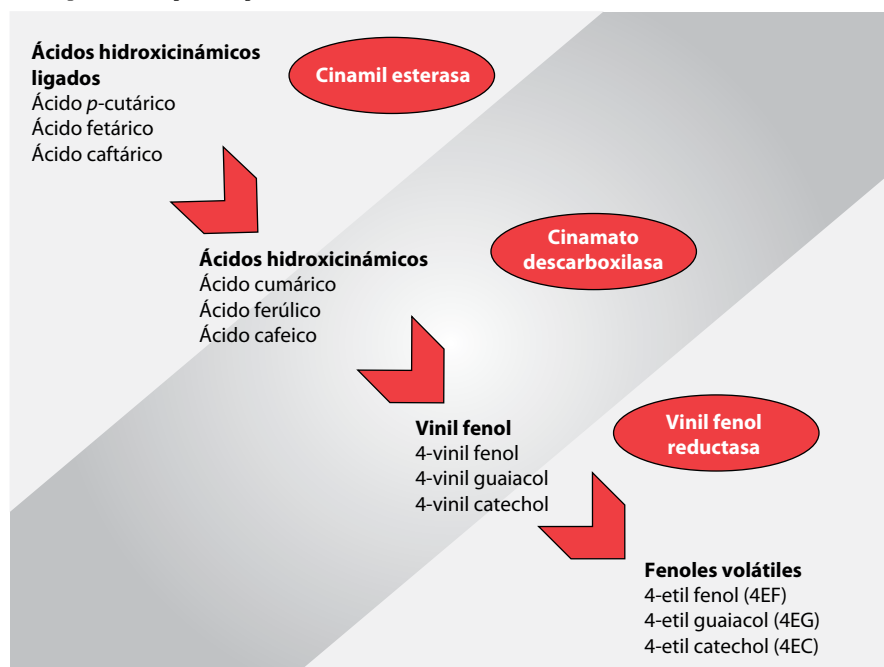 Ácidos hidroxicinámicos
ligados
Ácido p-cutárico
Ácido fetárico
Ácido caftárico
Cinamil esterasa
Ácidos hidroxicinámicos
Ácido cumárico
Ácido ferúlico
Ácido cafeico
Cinamato
descarboxilasa
Vinil fenol
4-vinil fenol
4-vinil guaiacol
4-vinil catechol
Vinil fenol
reductasa
Fenoles volátiles
4-etil fenol (4EF)
4-etil guaiacol (4EG)
4-etil catechol (4EC)